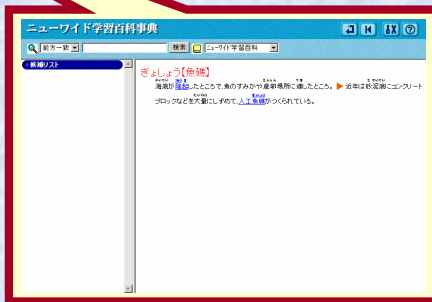 ニューワイド学習百科事典
前方一致 検索 ニューワイド学習百科
候補リスト
ぎょしょう【魚礁】
海底が隆起したところで、魚のすみかや産卵場所に適したところ。▶近年は砂泥底にコンクリート
ブロックなどを大量にしずめて、人工魚礁がつくられている。